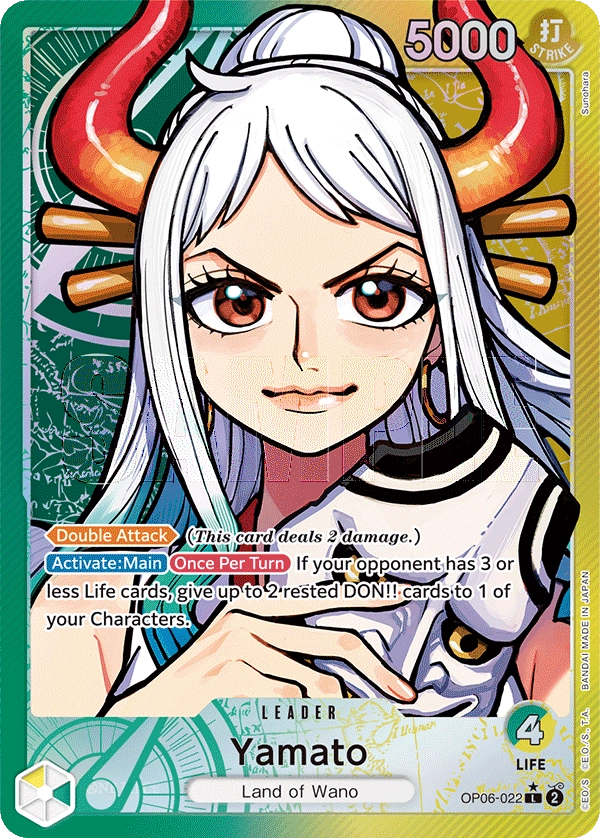 5000
打
STRIKE
Sunohara
SAMPLE
Double Attack (This card deals 2 damage.)
Activate:Main Once Per Turn If your opponent has 3 or
less Life cards, give up to 2 rested DON!! cards to 1 of
your Characters.
LEADER
Yamato
Land of Wano
4
LIFE
OP06-022 L 2
©E.O/S ©E.O./S., T.A. BANDAI MADE IN JAPAN